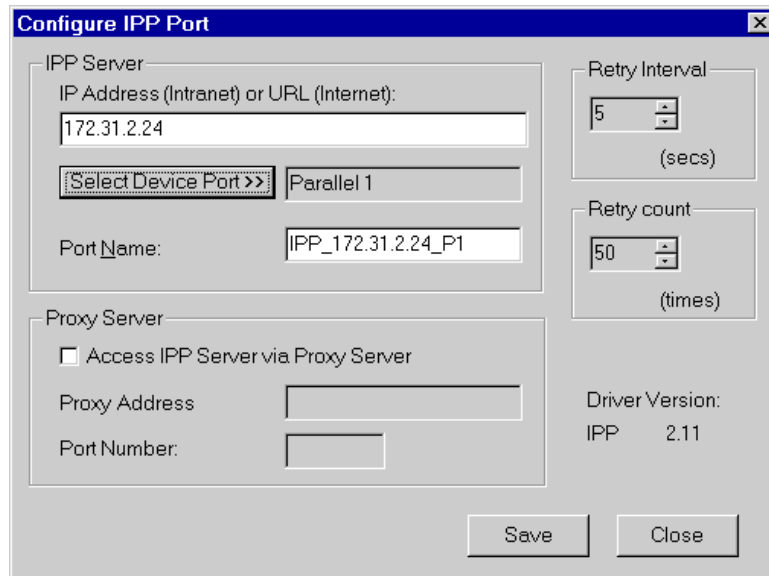 Configure IPP Port
IPP Server
IP Address (Intranet) or URL (Internet):
172.31.2.24
Select Device Port >> Parallel 1
Port Name: IPP_172.31.2.24_P1
Retry Interval
5
(secs)
Retry count
50
(times)
Proxy Server
Access IPP Server via Proxy Server
Proxy Address
Port Number:
Driver Version:
IPP 2.11
Save Close